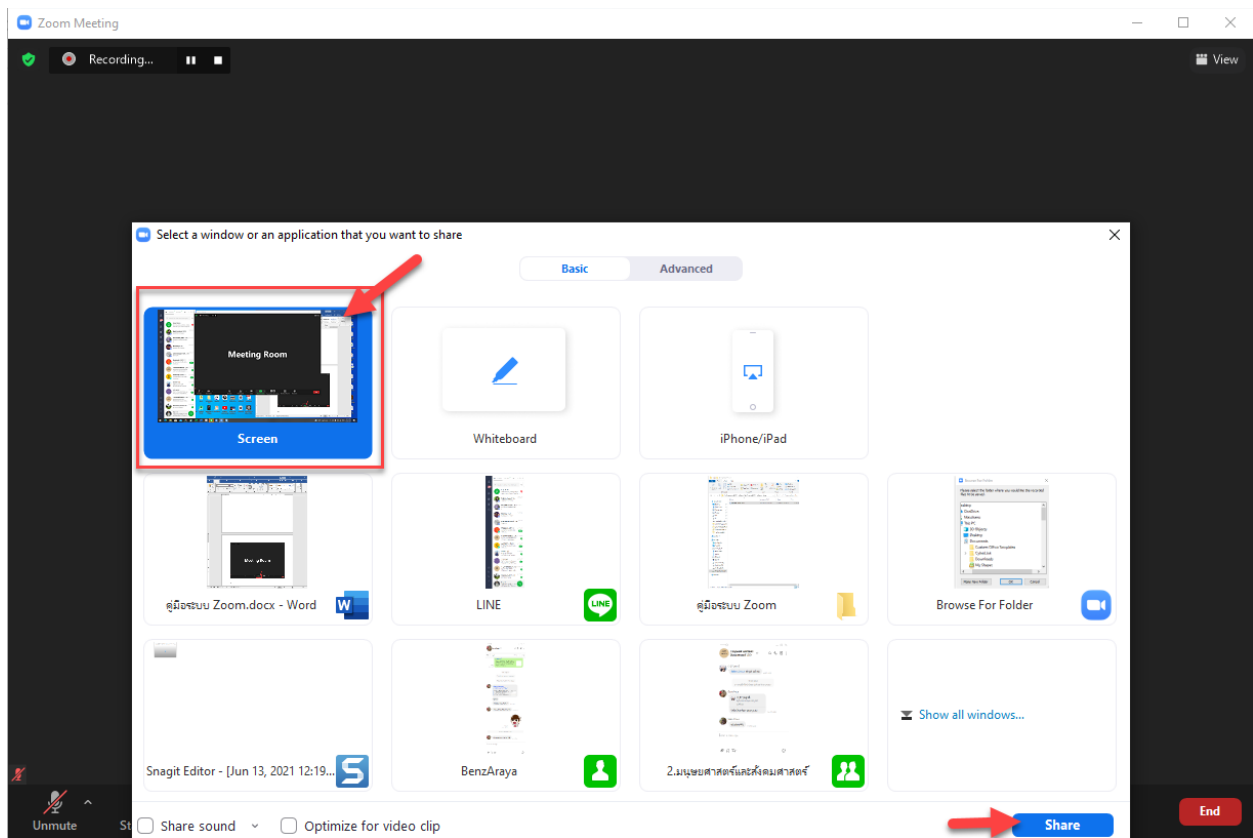 Zoom Meeting
Recording...
View
Select a window or an application that you want to share
Basic
Advanced
Meeting Room
Screen
Whiteboard
iPhone/iPad
คู่มือระบบ Zoom.docx - Word
LINE
LINE
คู่มือระบบ Zoom
Browse For Folder
Snagit Editor - [Jun 13, 2021 12:19...
S
BenzAraya
2.มนุษยศาสตร์และสังคมศาสตร์
Show all windows...
Unmute
St
Share sound
Optimize for video clip
Share
End